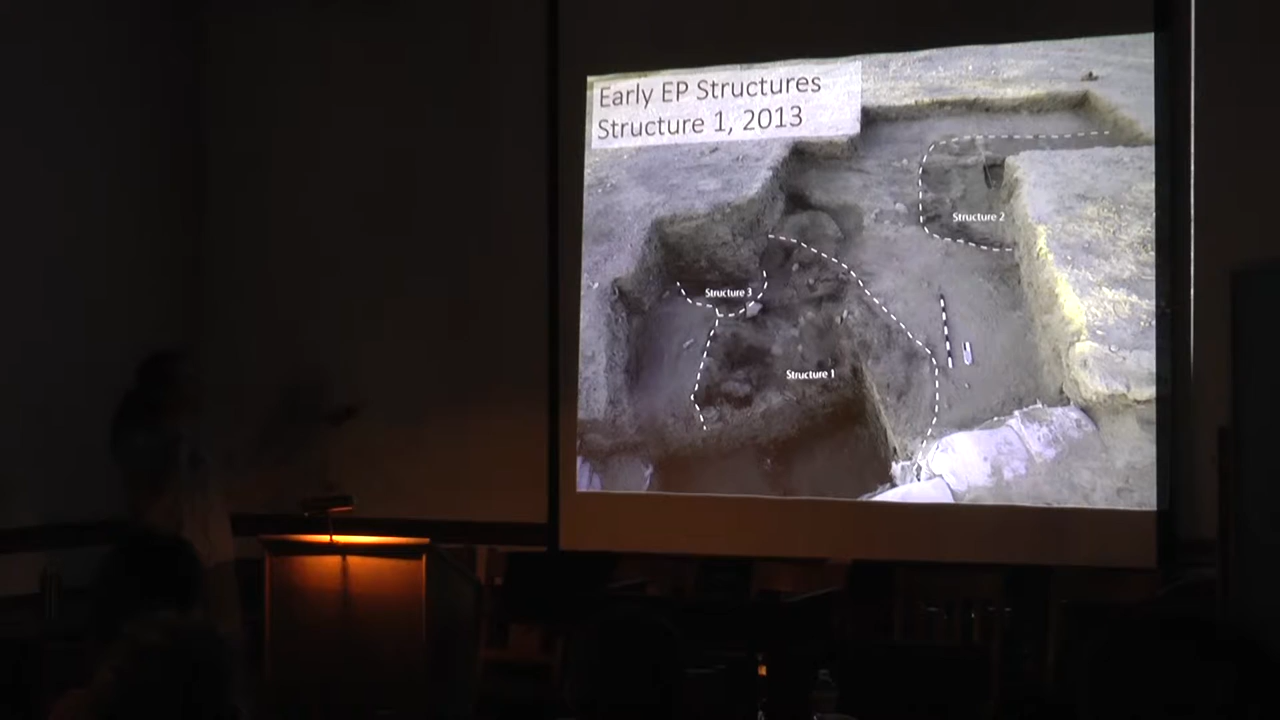 Early EP Structures
Structure 1, 2013
Structure 2
Structure 3
Structure 1